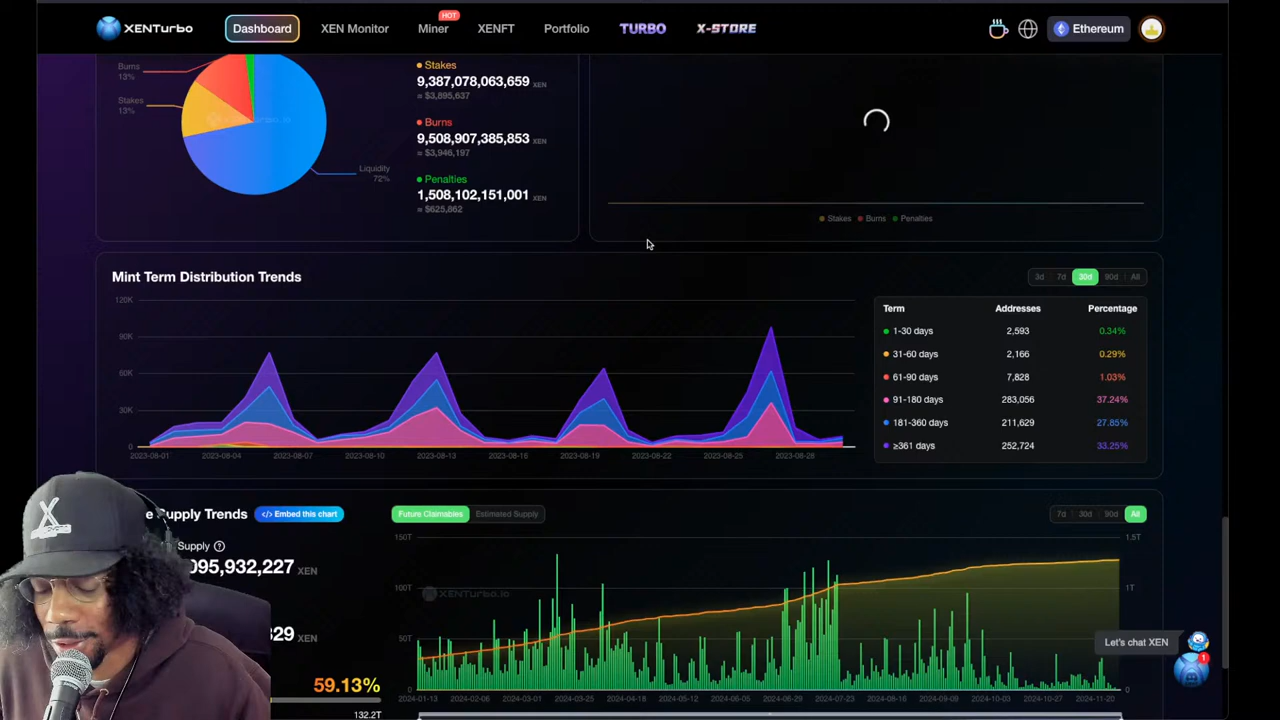 XENTurbo
Dashboard
XEN Monitor
HOT
Miner
XENFT
Portfolio
TURBO
X-STORE
Ethereum
Burns
13%
Stakes
13%
Liquidity
72%
Stakes
9,387,078,063,659 XEN
≈ $3,895,637
Burns
9,508,907,385,853 XEN
≈ $3,946,197
Penalties
1,508,102,151,001 XEN
≈ $625,862
Stakes Burns Penalties
Mint Term Distribution Trends
3d 7d 30d 90d All
120K
90K
60K
30K
0
2023-08-01 2023-08-04 2023-08-07 2023-08-10 2023-08-13 2023-08-16 2023-08-19 2023-08-22 2023-08-25 2023-08-28
Term Addresses Percentage
1-30 days 2,593 0.34%
31-60 days 2,166 0.29%
61-90 days 7,828 1.03%
91-180 days 283,056 37.24%
181-360 days 211,629 27.85%
≥361 days 252,724 33.25%
e Supply Trends
</> Embed this chart
Future Claimables Estimated Supply
7d 30d 90d All
Supply ?
095,932,227 XEN
329 XEN
59.13%
132.2T
150T
100T
50T
0
1.5T
1T
0
XENTurbo.io
2024-01-13 2024-02-06 2024-03-01 2024-03-25 2024-04-18 2024-05-12 2024-06-05 2024-06-29 2024-07-23 2024-08-16 2024-09-09 2024-10-03 2024-10-27 2024-11-20
Let's chat XEN
1